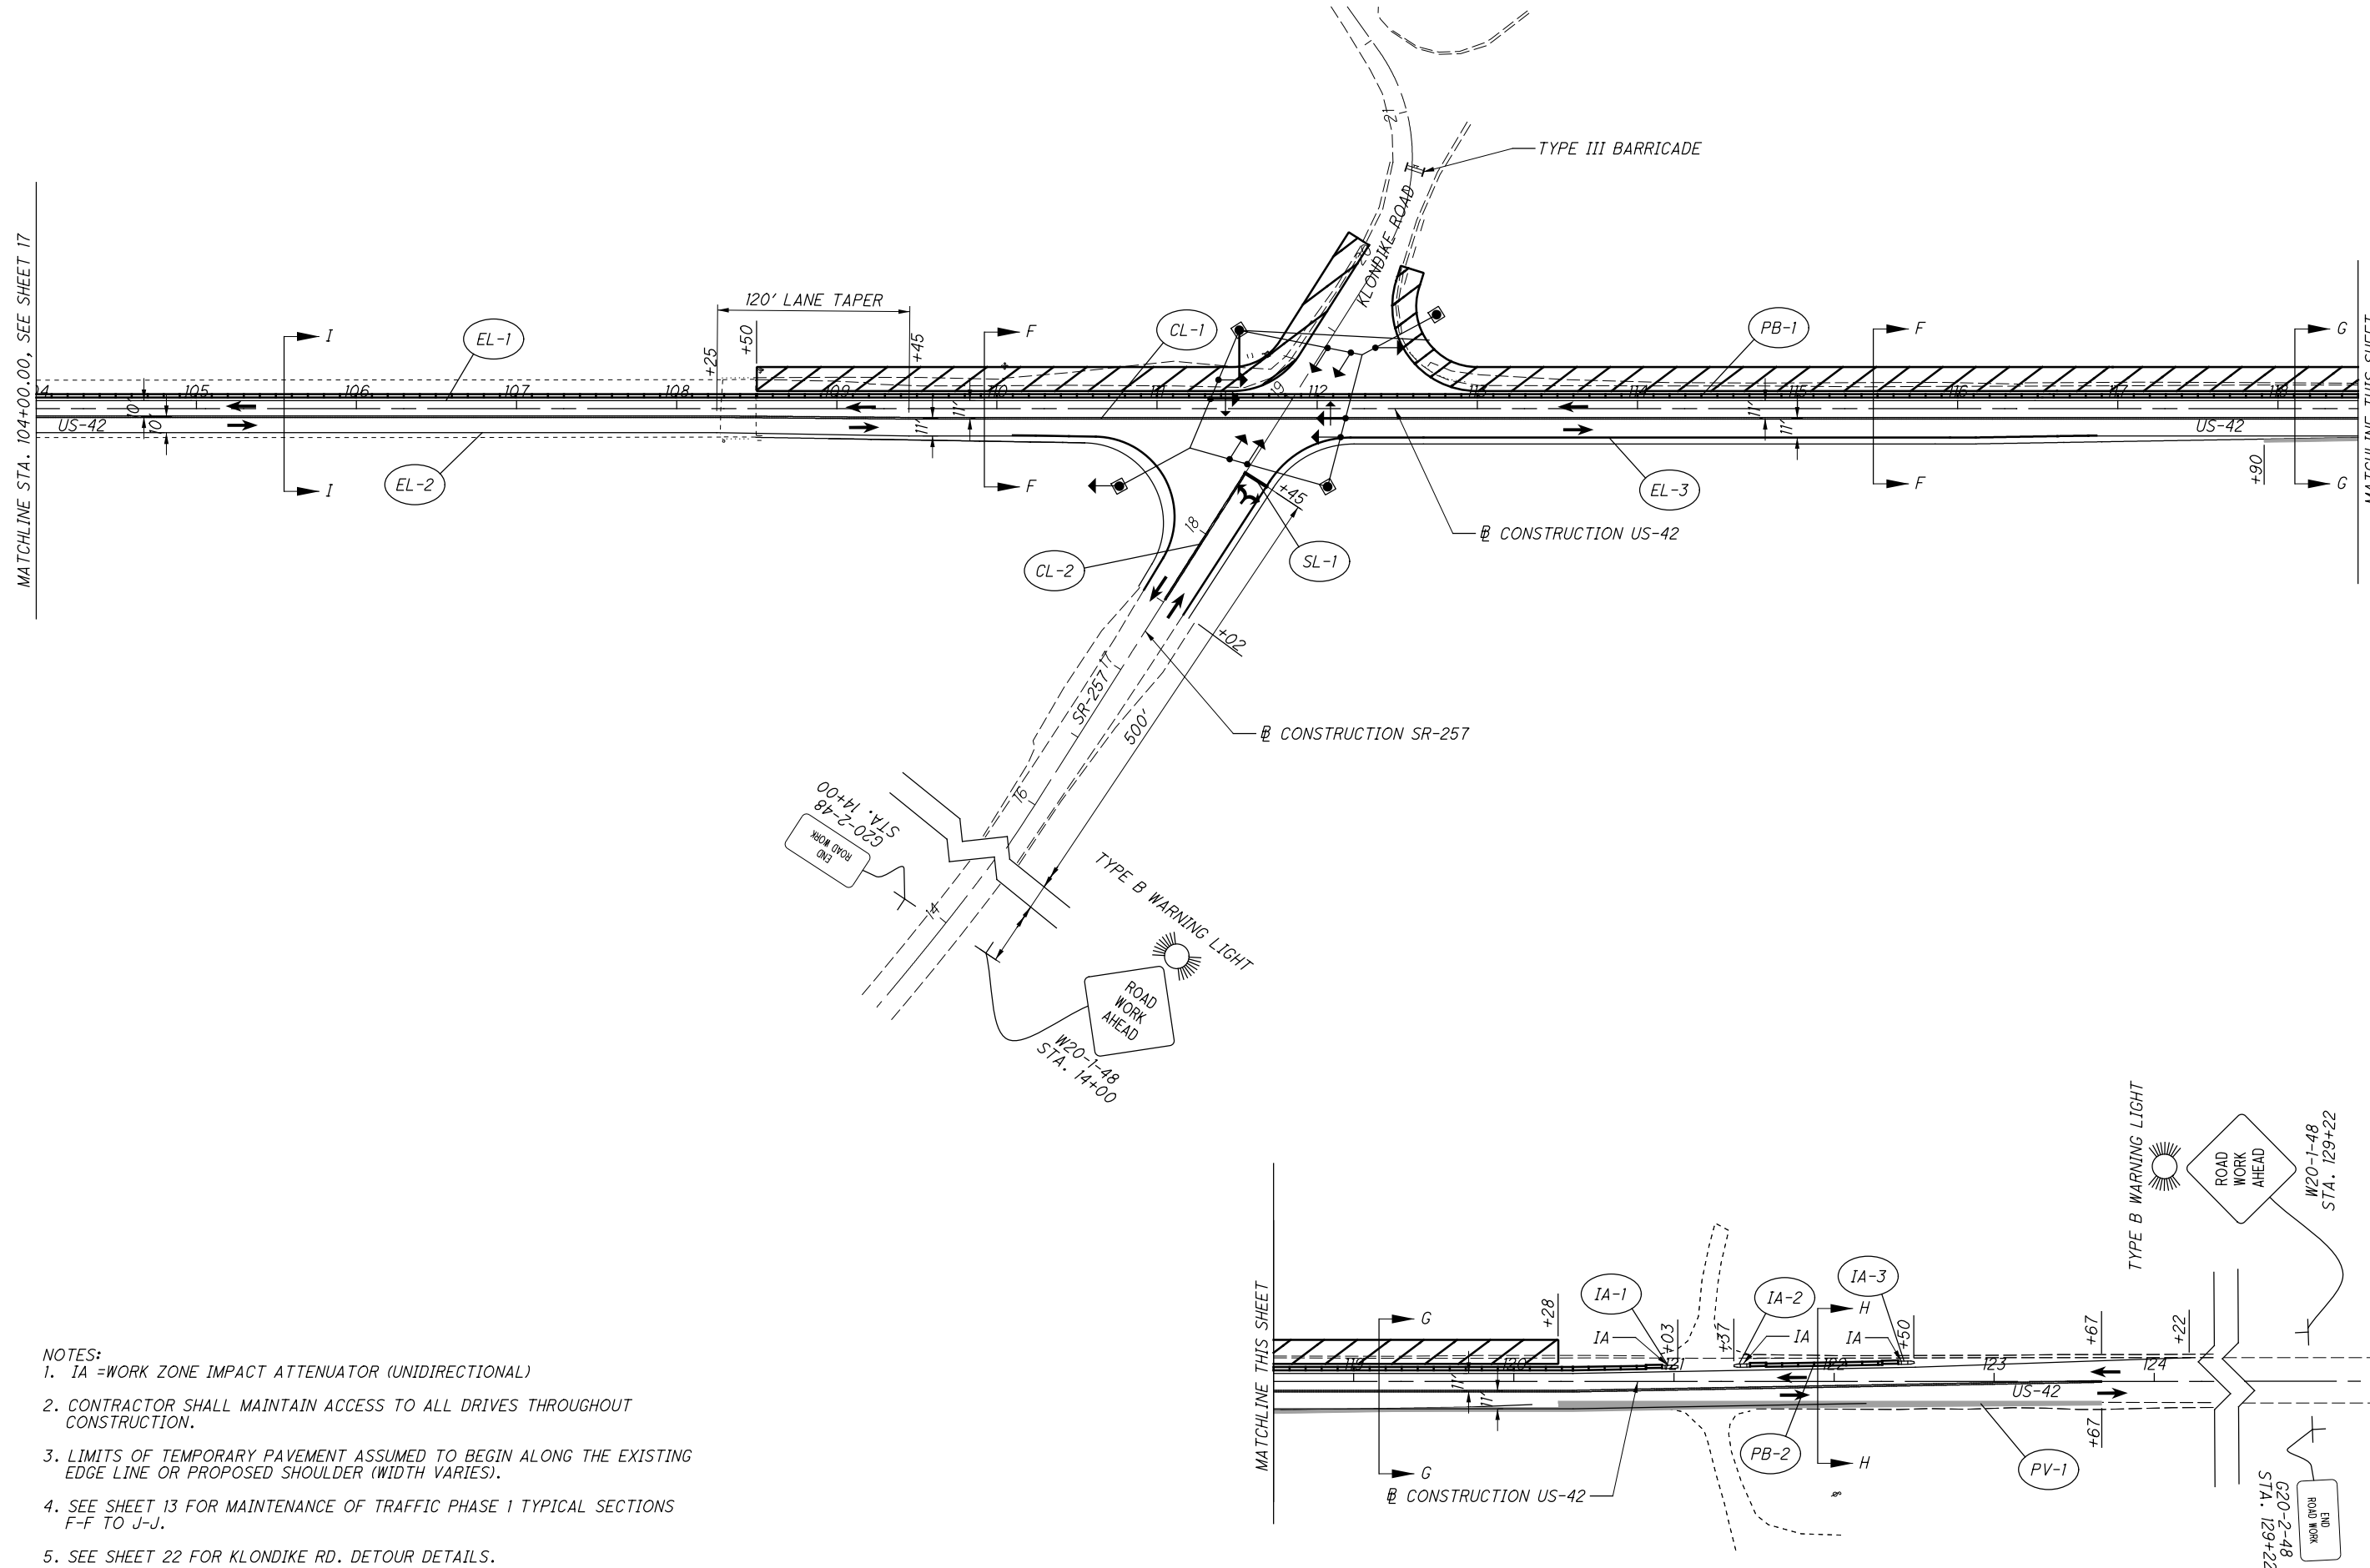 TYPE III BARRICADE
KLONDIKE ROAD
21
20
19
MATCHLINE STA. 104+00.00, SEE SHEET 17
MATCHLINE THIS SHEET
120' LANE TAPER
+25
+50
+45
I
I
EL-1
F
F
CL-1
PB-1
F
F
G
G
04
105
106
107
108
109
110
111
112
113
114
115
116
117
118
10'
10'
11'
11'
11'
11'
US-42
US-42
EL-2
EL-3
+90
+45
18
CONSTRUCTION US-42
CL-2
SL-1
+02
17
SR-257
500'
CONSTRUCTION SR-257
16
G20-2-48
STA. 14+00
END
ROAD WORK
14
TYPE B WARNING LIGHT
ROAD
WORK
AHEAD
W20-1-48
STA. 14+00
TYPE B WARNING LIGHT
ROAD
WORK
AHEAD
W20-1-48
STA. 129+22
MATCHLINE THIS SHEET
G
G
+28
IA-1
IA
+03
+37
IA-2
IA
H
H
IA-3
IA
+50
+67
+22
119
120
121
122
123
124
11'
11'
US-42
PB-2
PV-1
+67
CONSTRUCTION US-42
G20-2-48
STA. 129+22
END
ROAD WORK
NOTES:
1. IA =WORK ZONE IMPACT ATTENUATOR (UNIDIRECTIONAL)
2. CONTRACTOR SHALL MAINTAIN ACCESS TO ALL DRIVES THROUGHOUT
CONSTRUCTION.
3. LIMITS OF TEMPORARY PAVEMENT ASSUMED TO BEGIN ALONG THE EXISTING
EDGE LINE OR PROPOSED SHOULDER (WIDTH VARIES).
4. SEE SHEET 13 FOR MAINTENANCE OF TRAFFIC PHASE 1 TYPICAL SECTIONS
F-F TO J-J.
5. SEE SHEET 22 FOR KLONDIKE RD. DETOUR DETAILS.